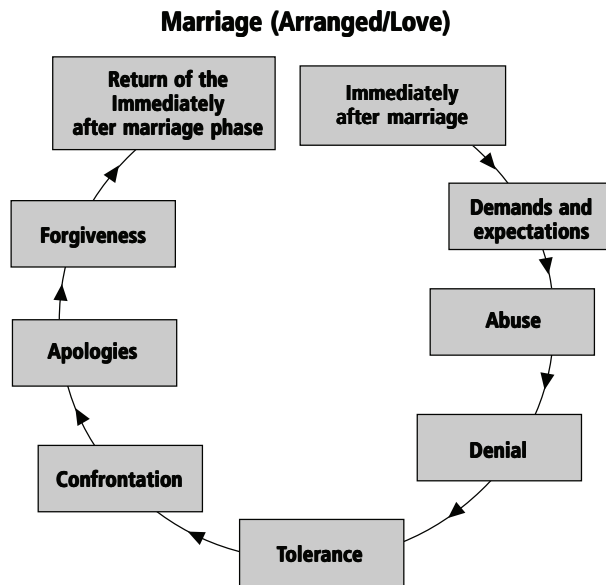 Marriage (Arranged/Love)
Immediately
after marriage
Demands and
expectations
Abuse
Denial
Tolerance
Confrontation
Apologies
Forgiveness
Return of the
Immediately
after marriage phase